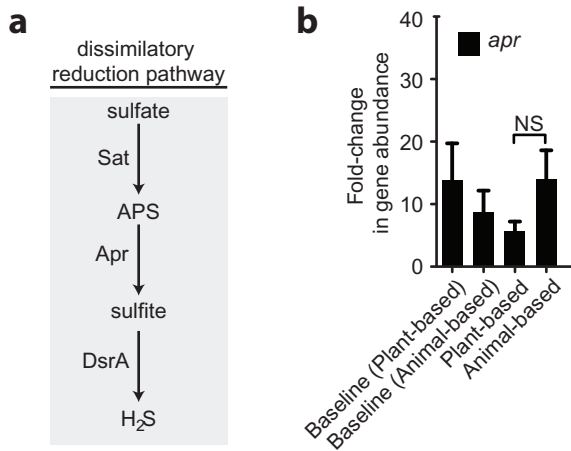 a
dissimilatory
reduction pathway
sulfate
Sat
APS
Apr
sulfite
DsrA
H₂S
b
apr
Fold-change
in gene abundance
40
30
20
10
0
NS
Baseline (Plant-based)
Baseline (Animal-based)
Plant-based
Animal-based